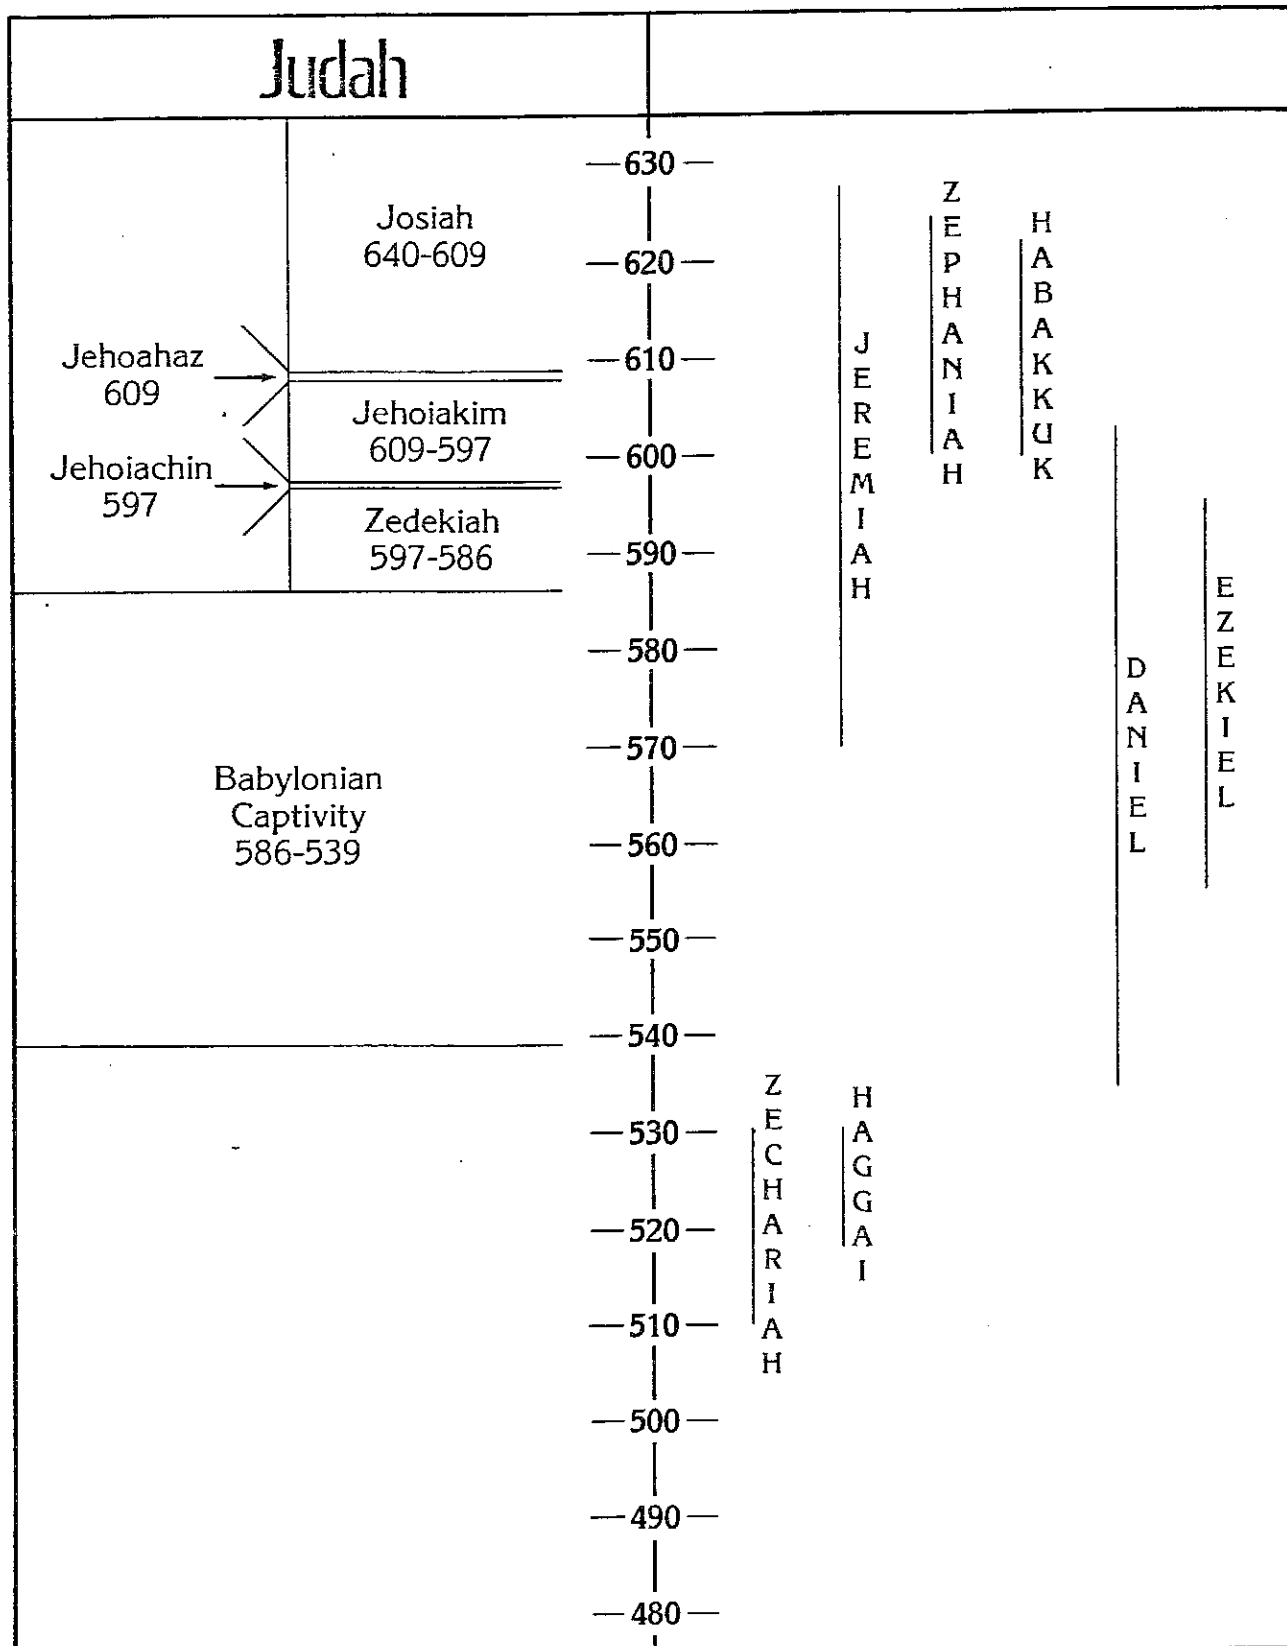 Judah
Josiah
640-609
Jehoahaz
609
Jehoiakim
609-597
Jehoiachin
597
Zedekiah
597-586
Babylonian
Captivity
586-539
630
620
610
600
590
580
570
560
550
540
530
520
510
500
490
480
JEREMIAH
ZEPHANIAH
HABAKKUK
DANIEL
EZEKIEL
ZECHARIAH
HAGGAI